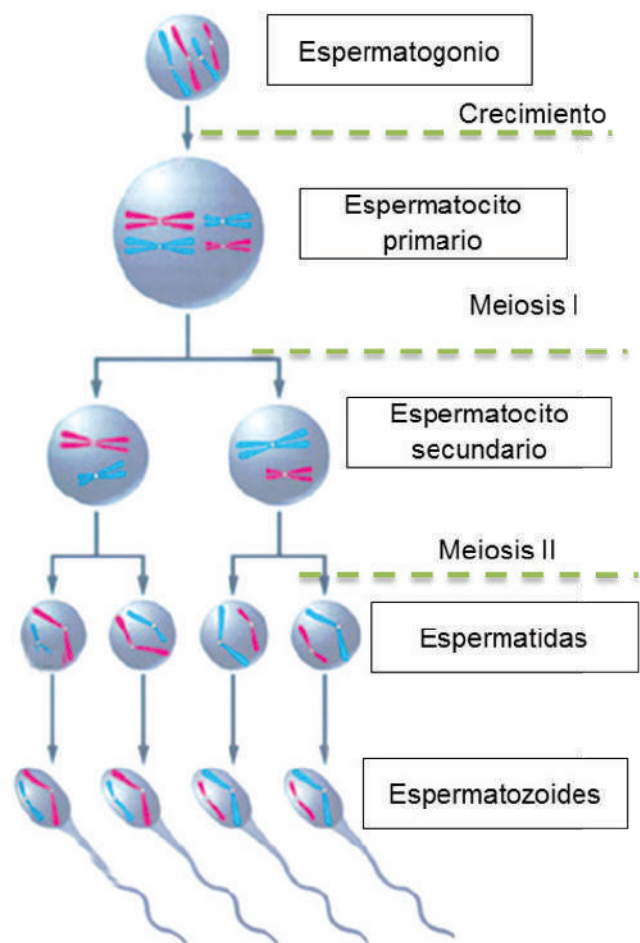 Espermatogonio
Crecimiento
Espermatocito
primario
Meiosis I
Espermatocito
secundario
Meiosis II
Espermatidas
Espermatozoides